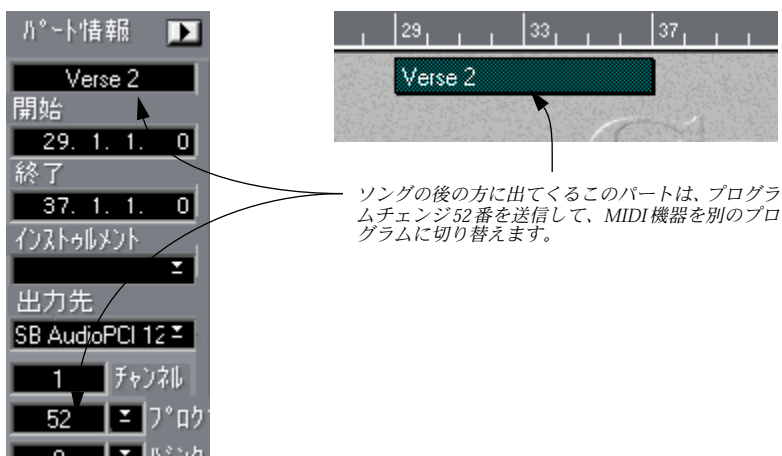 パート情報
Verse 2
開始
29. 1. 1. 0
終了
37. 1. 1. 0
インストゥルメント
出力先
SB AudioPCI 12
1 チャンネル
52
29 33 37
Verse 2
ソングの後の方に出てくるこのパートは、プログラ
ムチェンジ52番を送信して、MIDI機器を別のプロ
グラムに切り替えます。